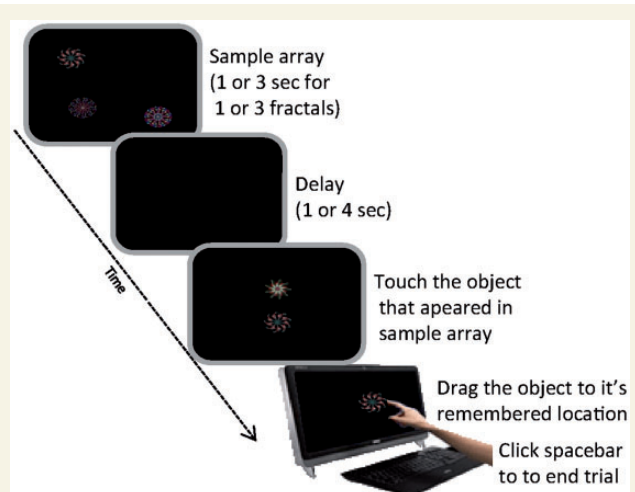 Sample array
(1 or 3 sec for
1 or 3 fractals)
Delay
(1 or 4 sec)
Time
Touch the object
that apeared in
sample array
Drag the object to it's
remembered location
Click spacebar
to to end trial